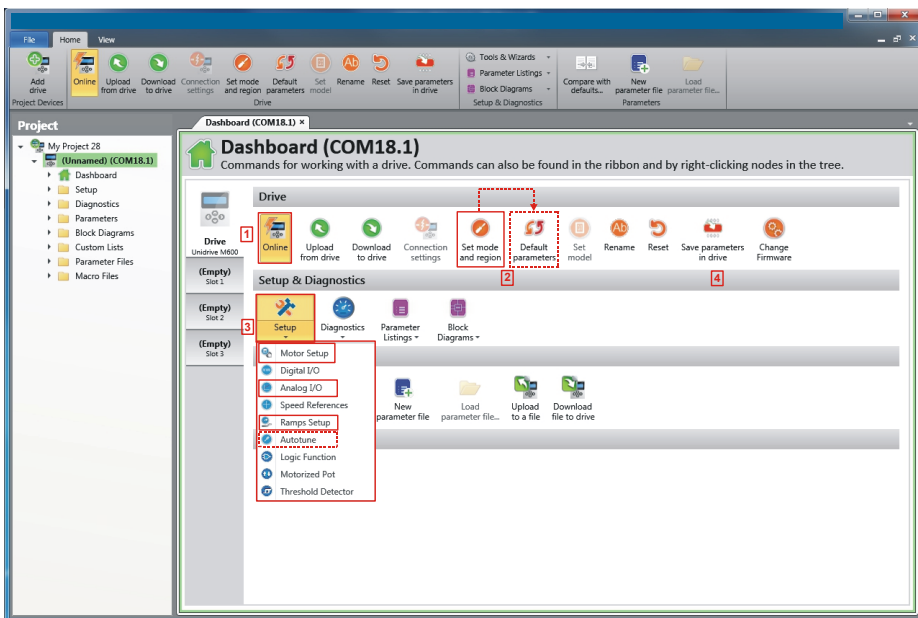 File Home View
Add drive
Online
Upload from drive
Download to drive
Connection settings
Set mode and region
Default parameters
Set model
Rename
Reset
Save parameters in drive
Tools & Wizards
Parameter Listings
Block Diagrams
Compare with defaults...
New parameter file
Load parameter file...
Project Devices
Drive
Setup & Diagnostics
Parameters
Project
My Project 28
(Unnamed) (COM18.1)
Dashboard
Setup
Diagnostics
Parameters
Block Diagrams
Custom Lists
Parameter Files
Macro Files
Dashboard (COM18.1) ×
Dashboard (COM18.1)
Commands for working with a drive. Commands can also be found in the ribbon and by right-clicking nodes in the tree.
Drive
Unidrive M600
(Empty)
Slot 1
(Empty)
Slot 2
(Empty)
Slot 3
Drive
1
Online
Upload from drive
Download to drive
Connection settings
Set mode and region
Default parameters
Set model
Rename
Reset
Save parameters in drive
Change Firmware
2
4
Setup & Diagnostics
3
Setup
Diagnostics
Parameter Listings
Block Diagrams
Motor Setup
Digital I/O
Analog I/O
Speed References
Ramps Setup
Autotune
Logic Function
Motorized Pot
Threshold Detector
New parameter file
Load parameter file...
Upload to a file
Download file to drive